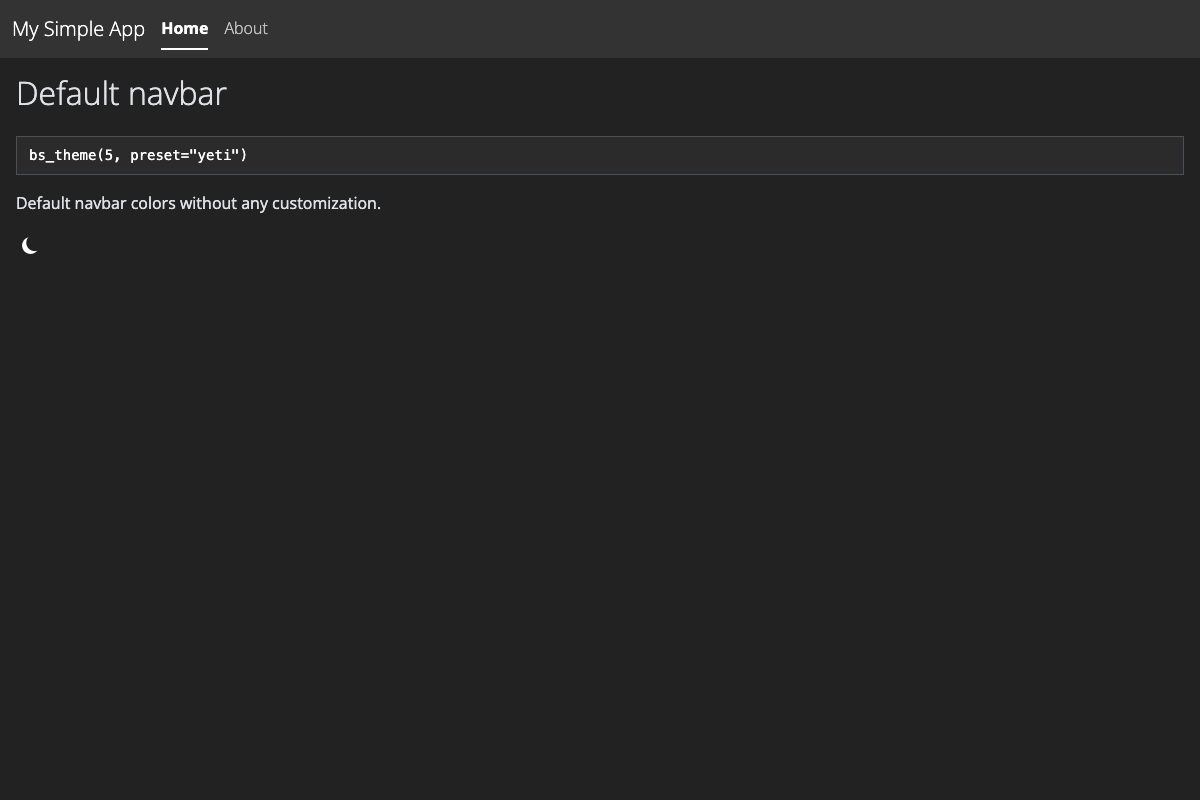 My Simple App Home About
Default navbar
bs_theme(5, preset="yeti")
Default navbar colors without any customization.